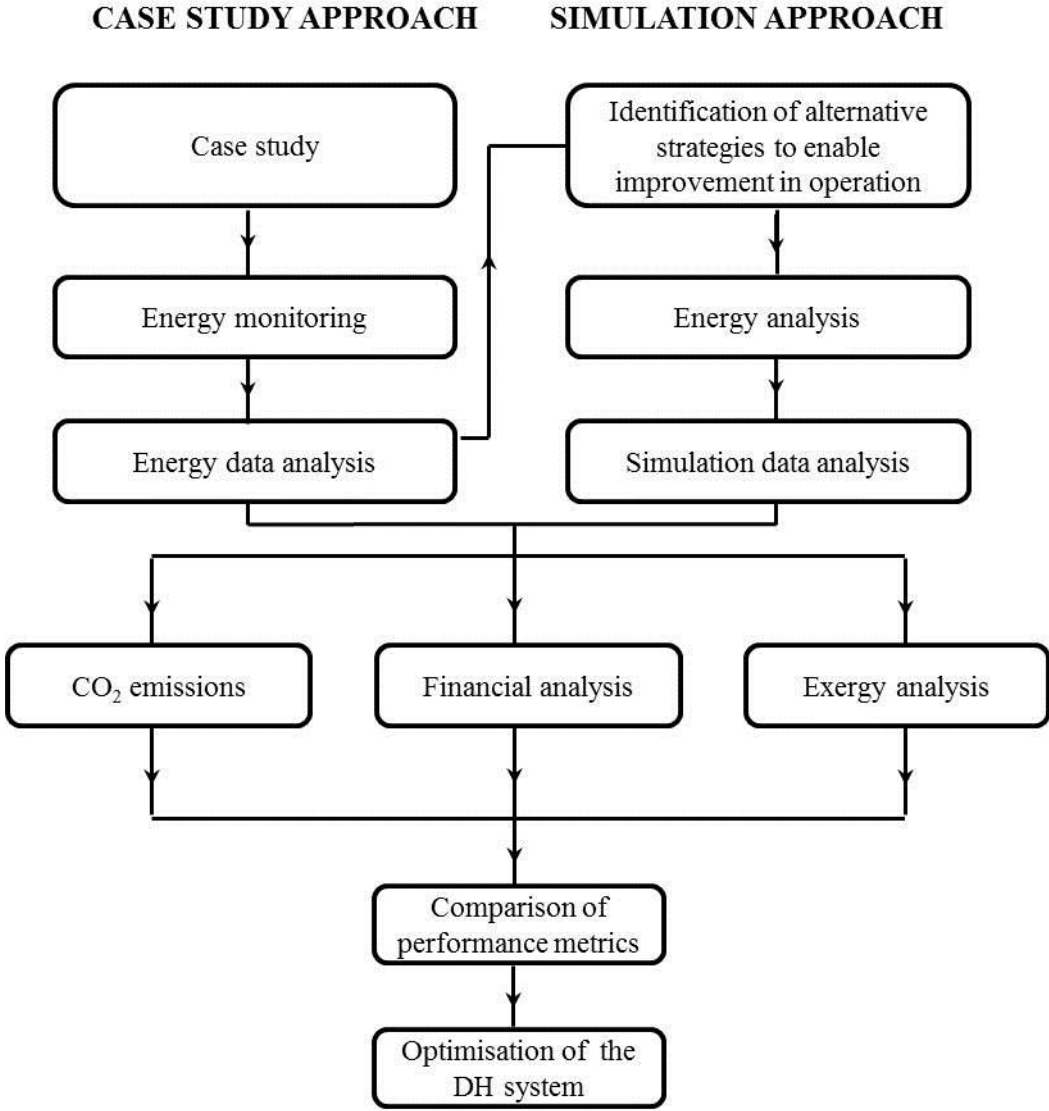 CASE STUDY APPROACH
SIMULATION APPROACH
Case study
Identification of alternative
strategies to enable
improvement in operation
Energy monitoring
Energy analysis
Energy data analysis
Simulation data analysis
CO₂ emissions
Financial analysis
Exergy analysis
Comparison of
performance metrics
Optimisation of the
DH system